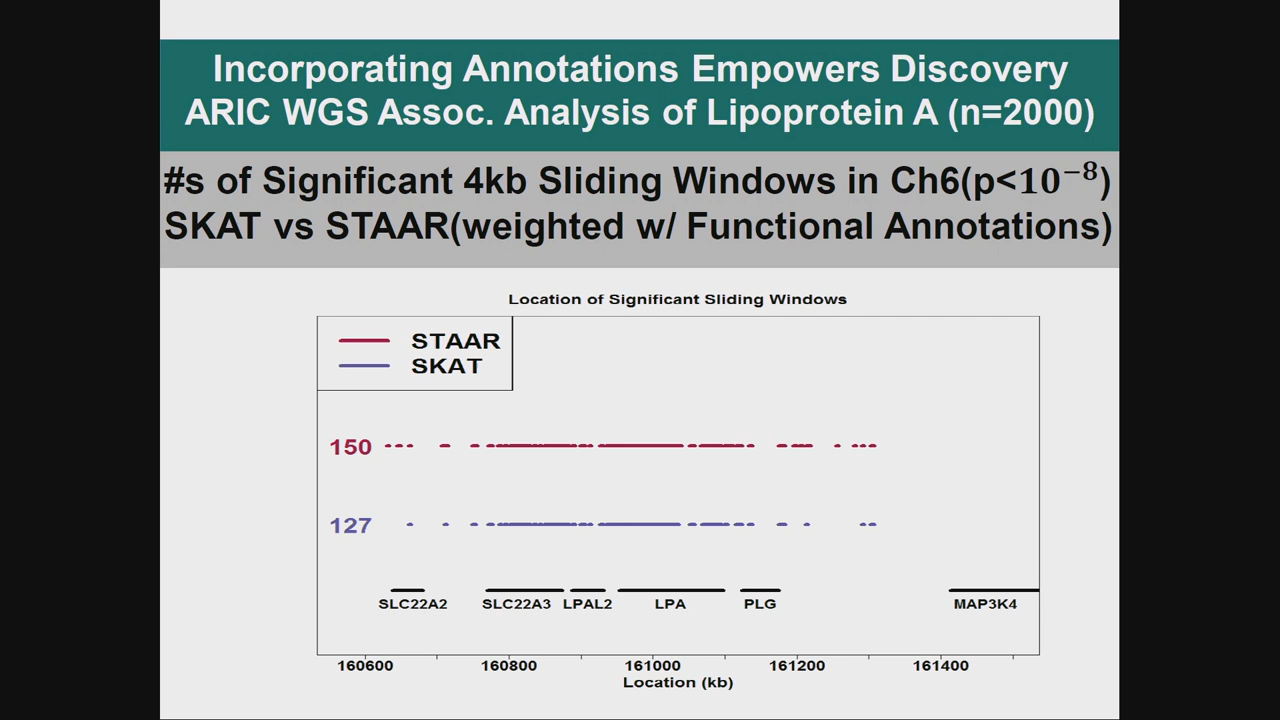 Incorporating Annotations Empowers Discovery
ARIC WGS Assoc. Analysis of Lipoprotein A (n=2000)
#s of Significant 4kb Sliding Windows in Ch6(p<10⁻⁸)
SKAT vs STAAR(weighted w/ Functional Annotations)
Location of Significant Sliding Windows
STAAR
SKAT
150
127
SLC22A2 SLC22A3 LPAL2 LPA PLG MAP3K4
160600 160800 161000 161200 161400
Location (kb)